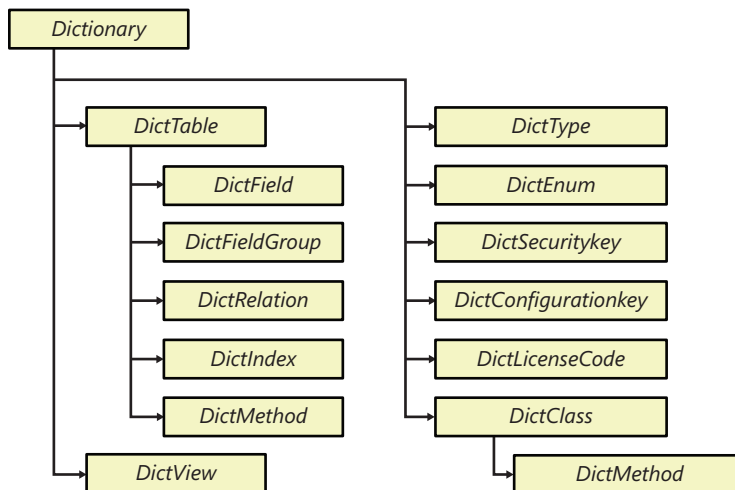 Dictionary
DictTable
DictField
DictFieldGroup
DictRelation
DictIndex
DictMethod
DictView
DictType
DictEnum
DictSecuritykey
DictConfigurationkey
DictLicenseCode
DictClass
DictMethod